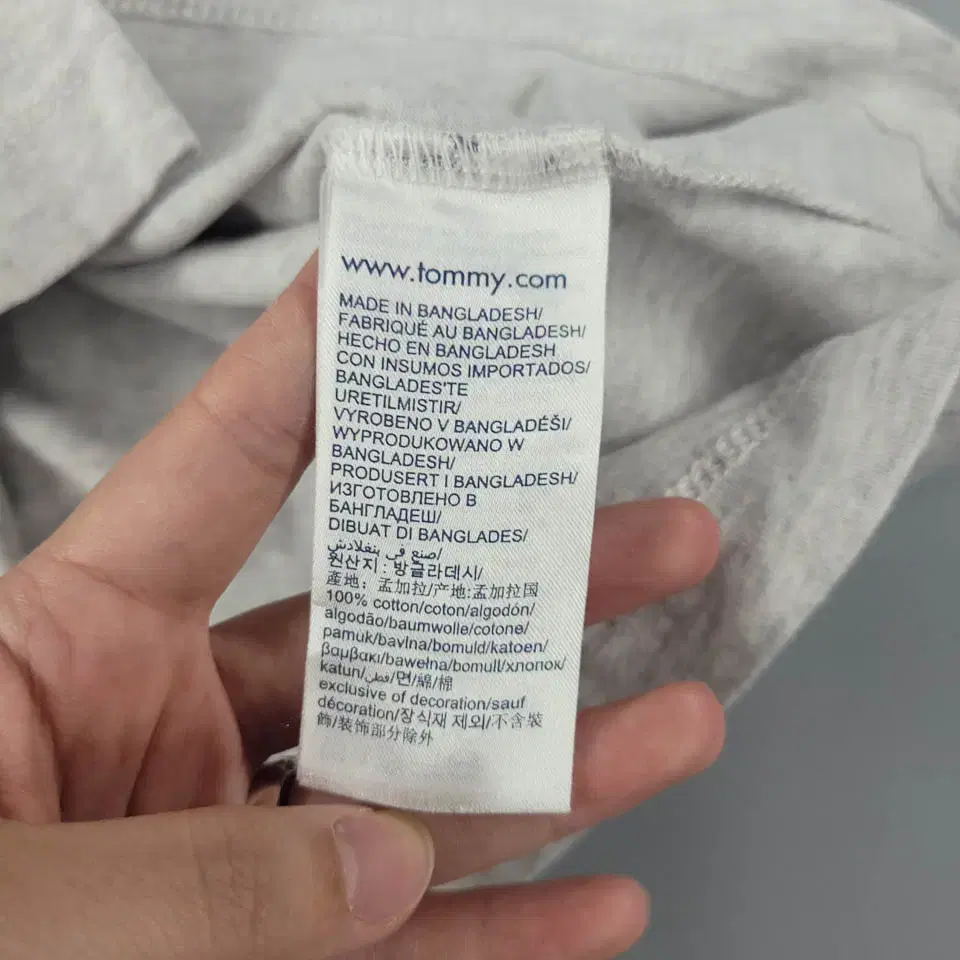 www.tommy.com
MADE IN BANGLADESH/
FABRIQUÉ AU BANGLADESH/
HECHO EN BANGLADESH
CON INSUMOS IMPORTADOS/
BANGLADES'TE
URETILMISTIR/
VYROBENO V BANGLADÉŠI/
WYPRODUKOWANO W
BANGLADESH/
PRODUSERT I BANGLADESH/
ИЗГОТОВЛЕНО В
БАНГЛАДЕШ/
DIBUAT DI BANGLADES/
صنع في بنغلادش/
원산지 : 방글라데시/
產地：孟加拉/产地:孟加拉国
100% cotton/coton/algodón/
algodão/baumwolle/cotone/
pamuk/bavlna/bomuld/katoen/
βαμβακι/bawełna/bomull/хлопок/
katun/قطن/면/綿/棉
exclusive of decoration/sauf
décoration/장식재 제외/不含裝
飾/装饰部分除外